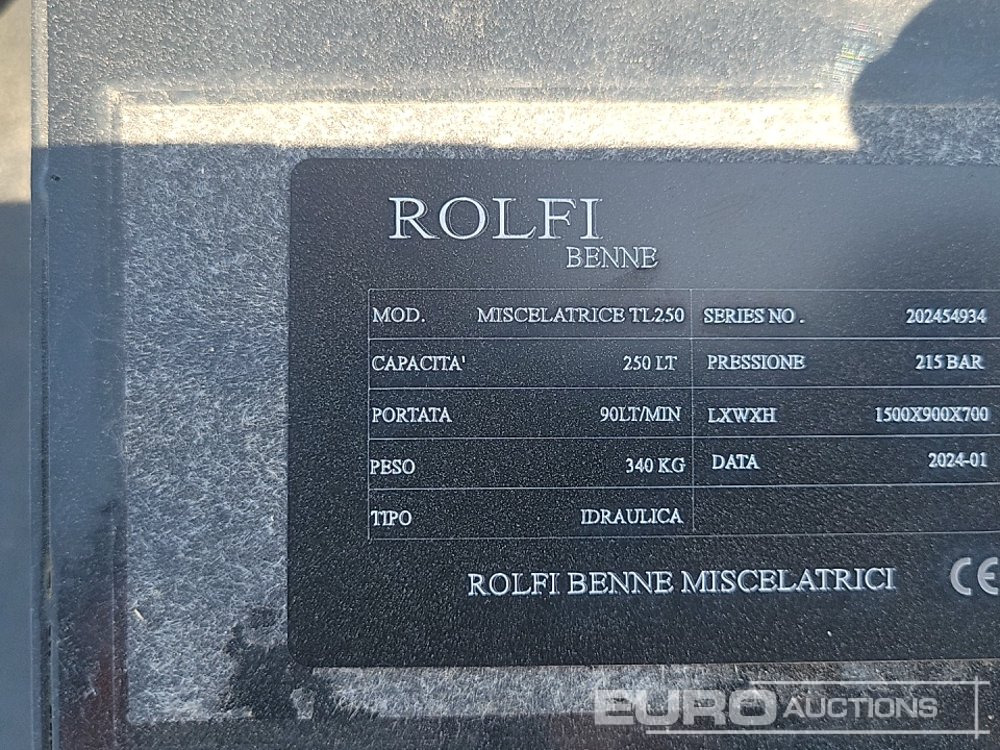 ROLFI
BENNE
MOD. MISCELATRICE TL250 SERIES NO. 202454934
CAPACITA' 250 LT PRESSIONE 215 BAR
PORTATA 90LT/MIN LXWXH 1500X900X700
PESO 340 KG DATA 2024-01
TIPO IDRAULICA
ROLFI BENNE MISCELATRICI CE
EURO AUCTIONS